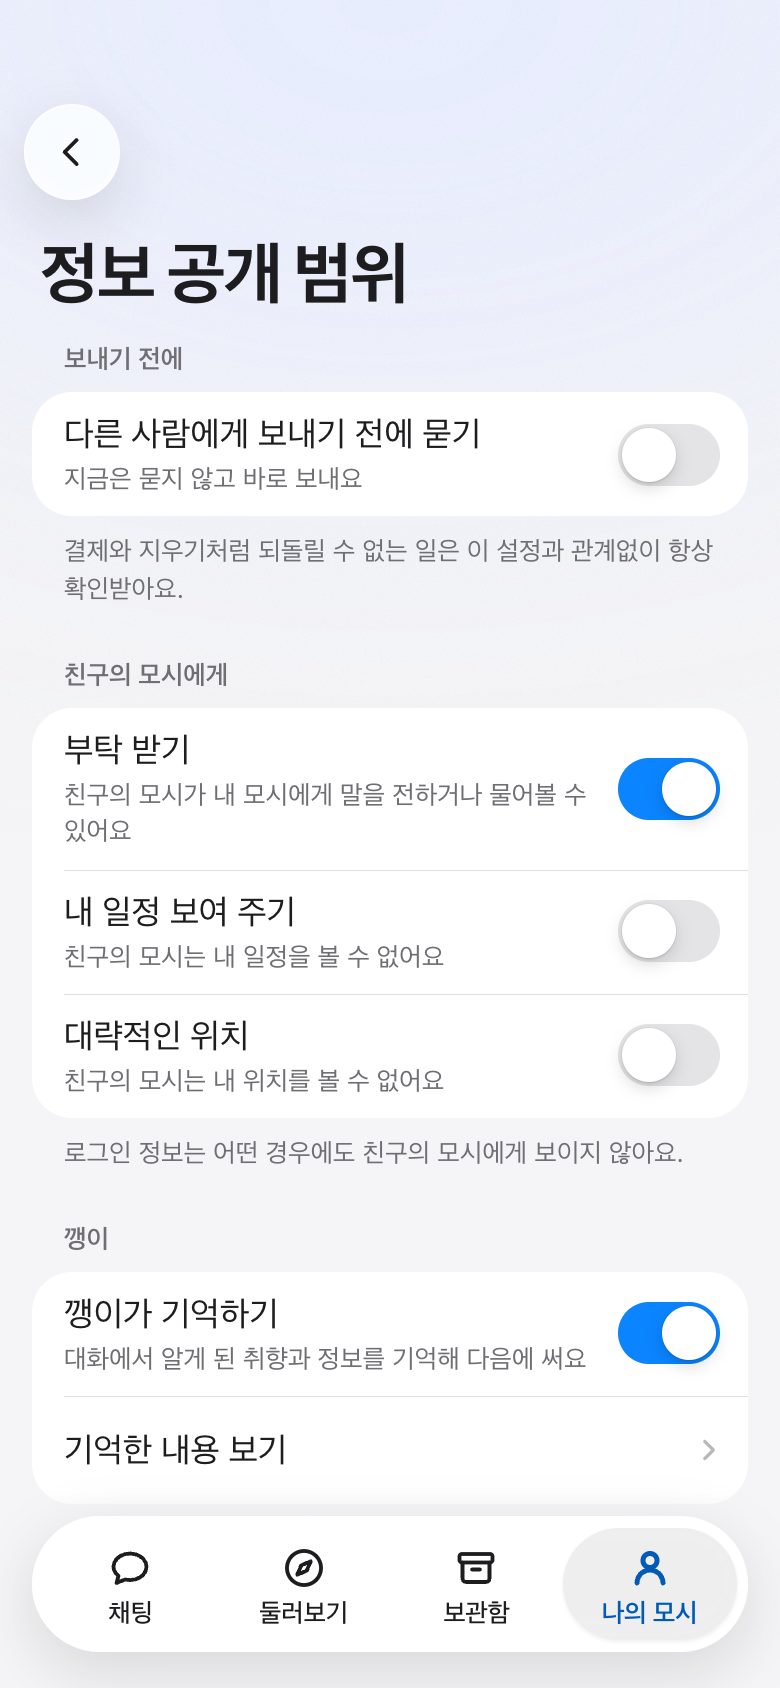 정보 공개 범위
보내기 전에
다른 사람에게 보내기 전에 묻기
지금은 묻지 않고 바로 보내요
결제와 지우기처럼 되돌릴 수 없는 일은 이 설정과 관계없이 항상
확인받아요.
친구의 모시에게
부탁 받기
친구의 모시가 내 모시에게 말을 전하거나 물어볼 수
있어요
내 일정 보여 주기
친구의 모시는 내 일정을 볼 수 없어요
대략적인 위치
친구의 모시는 내 위치를 볼 수 없어요
로그인 정보는 어떤 경우에도 친구의 모시에게 보이지 않아요.
깽이
깽이가 기억하기
대화에서 알게 된 취향과 정보를 기억해 다음에 써요
기억한 내용 보기
채팅
둘러보기
보관함
나의 모시